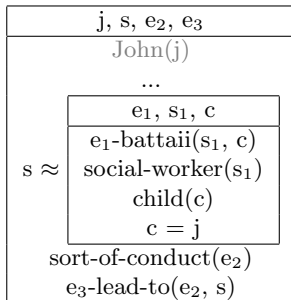 j, s, e₂, e₃
John(j)
...
e₁, s₁, c
e₁-battaii(s₁, c)
s ≈ social-worker(s₁)
child(c)
c = j
sort-of-conduct(e₂)
e₃-lead-to(e₂, s)